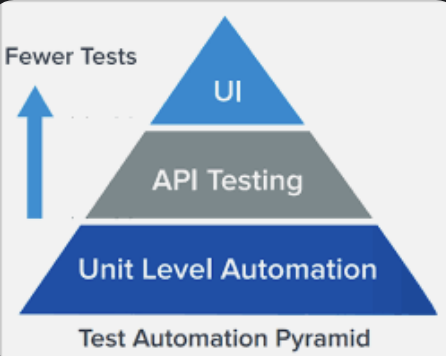 Fewer Tests
UI
API Testing
Unit Level Automation
Test Automation Pyramid